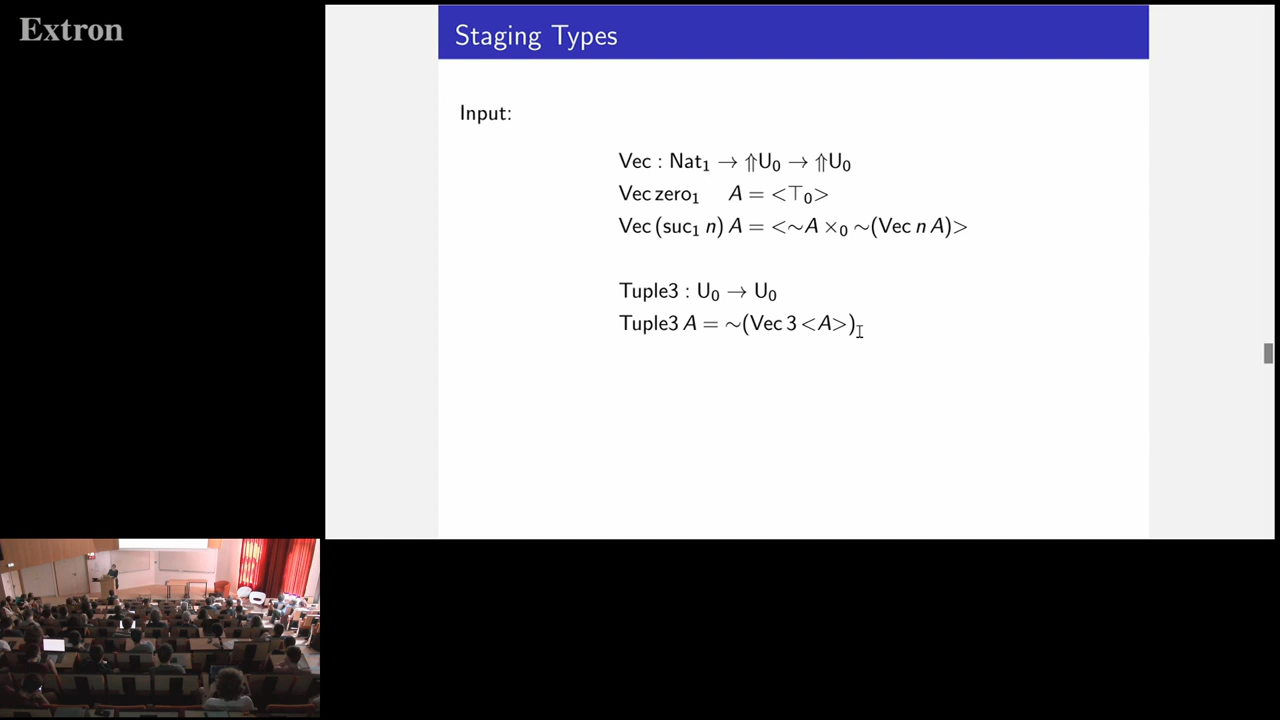 Extron
Staging Types
Input:
Vec : Nat₁ → ⇑U₀ → ⇑U₀
Vec zero₁ A = <⊤₀>
Vec (suc₁ n) A = <∼A ×₀ ∼(Vec n A)>
Tuple3 : U₀ → U₀
Tuple3 A = ∼(Vec 3 <A>)